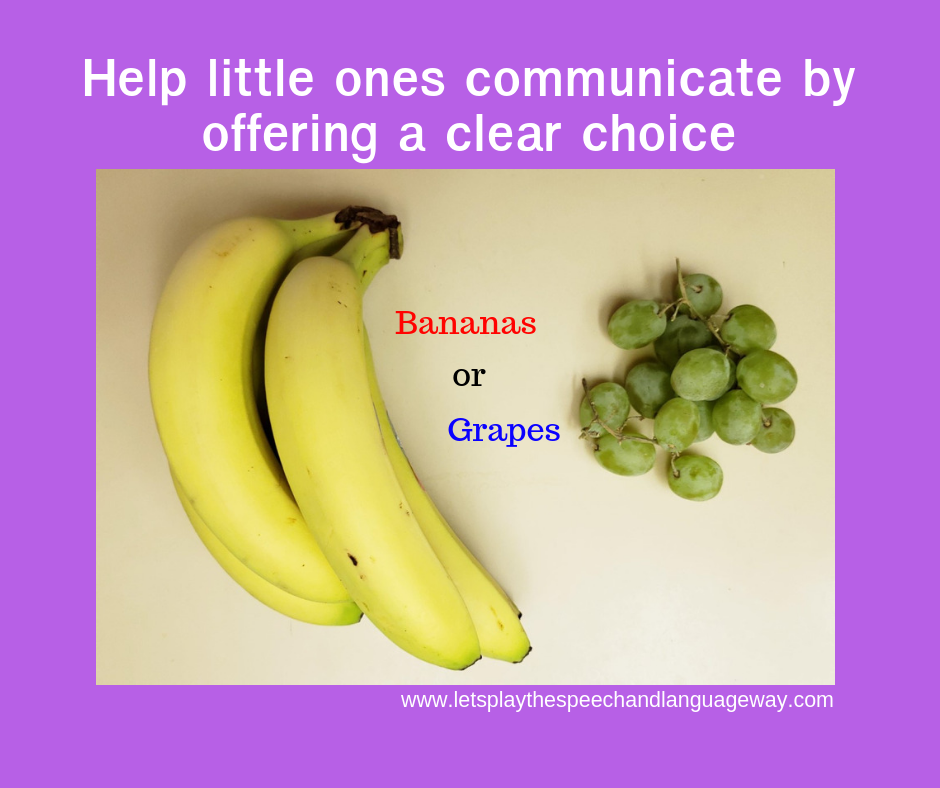 Help little ones communicate by
offering a clear choice
Bananas
or
Grapes
www.letsplaythespeechandlanguageway.com